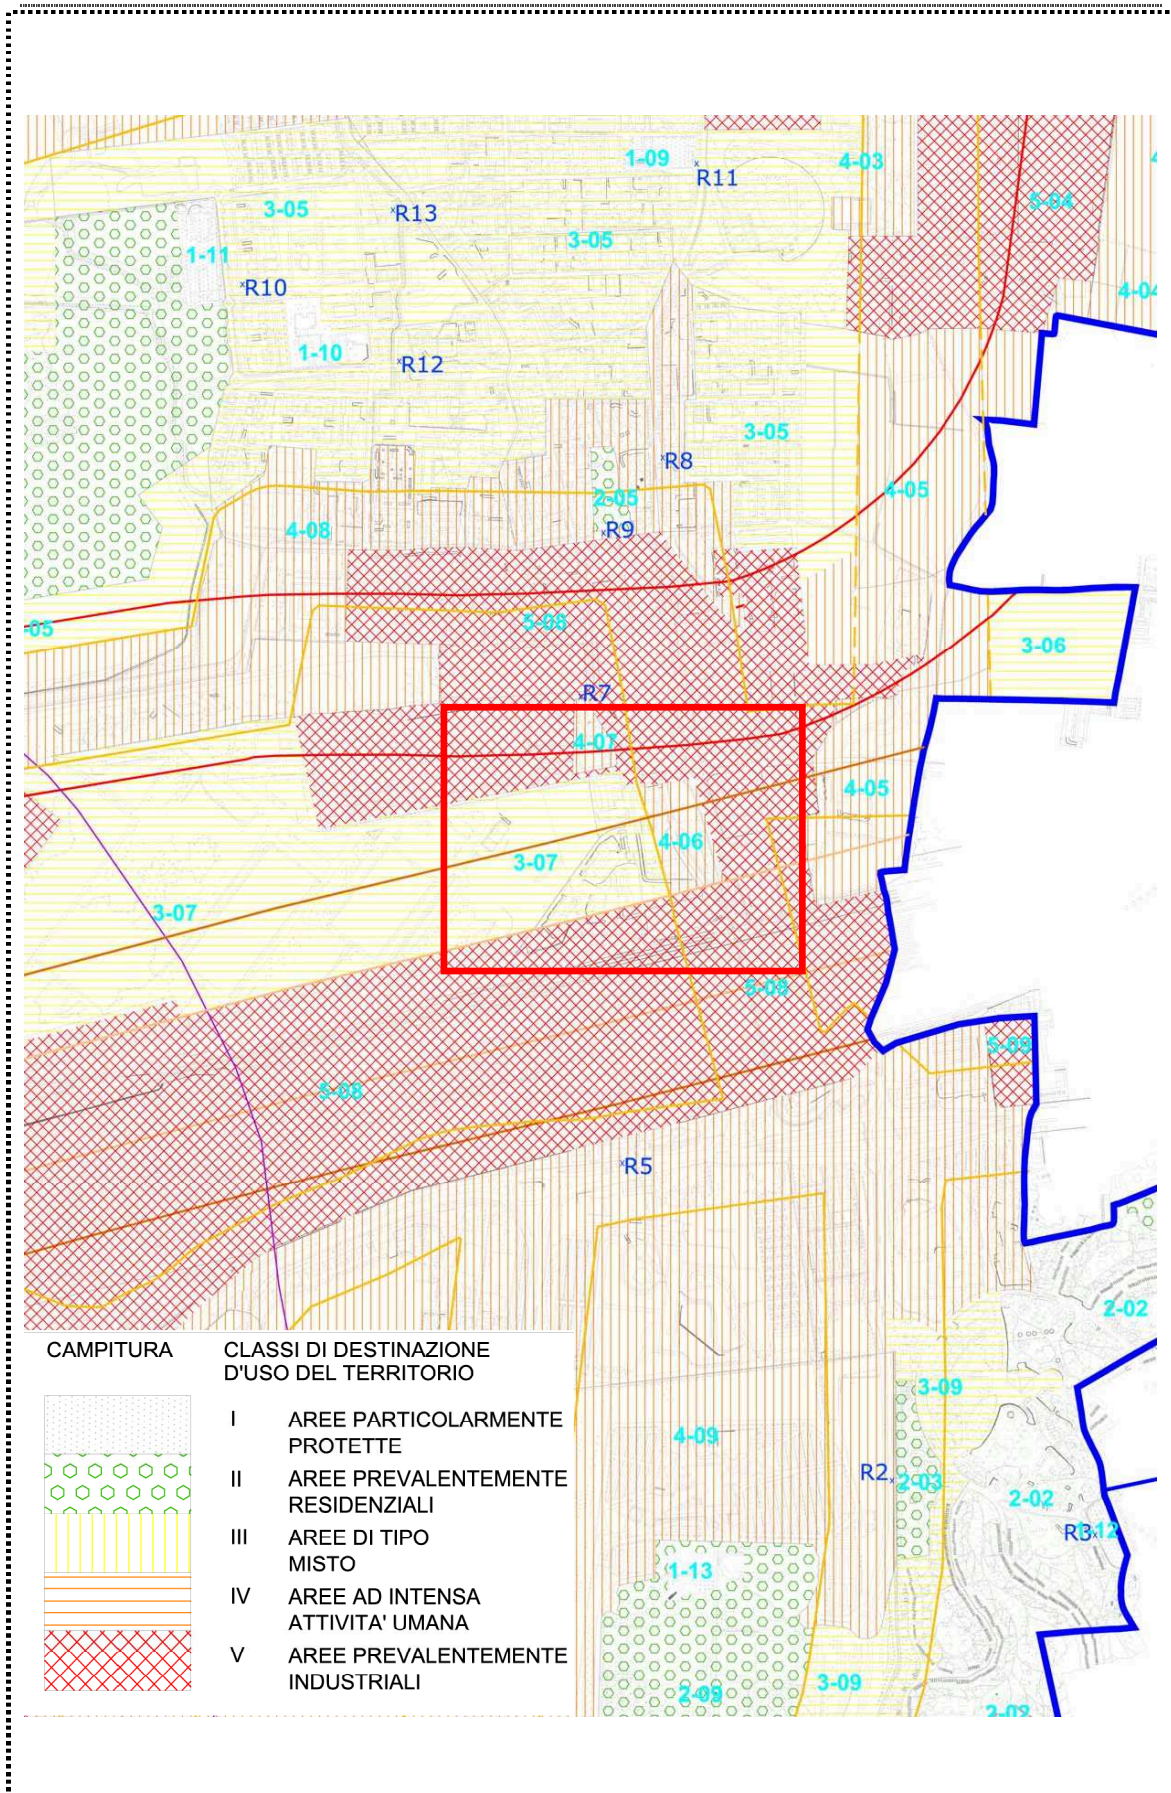 1-09
R11
4-03
5-04
3-05
R13
3-05
1-11
R10
4-04
1-10
R12
3-05
R8
4-05
2-05
R9
4-08
5-08
-05
3-06
R7
4-07
4-05
4-06
3-07
3-07
5-08
5-09
5-08
R5
2-02
3-09
4-09
R2
2-03
2-02
R3
1-12
1-13
3-09
2-09
2-02
CAMPITURA
CLASSI DI DESTINAZIONE
D'USO DEL TERRITORIO
I AREE PARTICOLARMENTE
PROTETTE
II AREE PREVALENTEMENTE
RESIDENZIALI
III AREE DI TIPO
MISTO
IV AREE AD INTENSA
ATTIVITA' UMANA
V AREE PREVALENTEMENTE
INDUSTRIALI